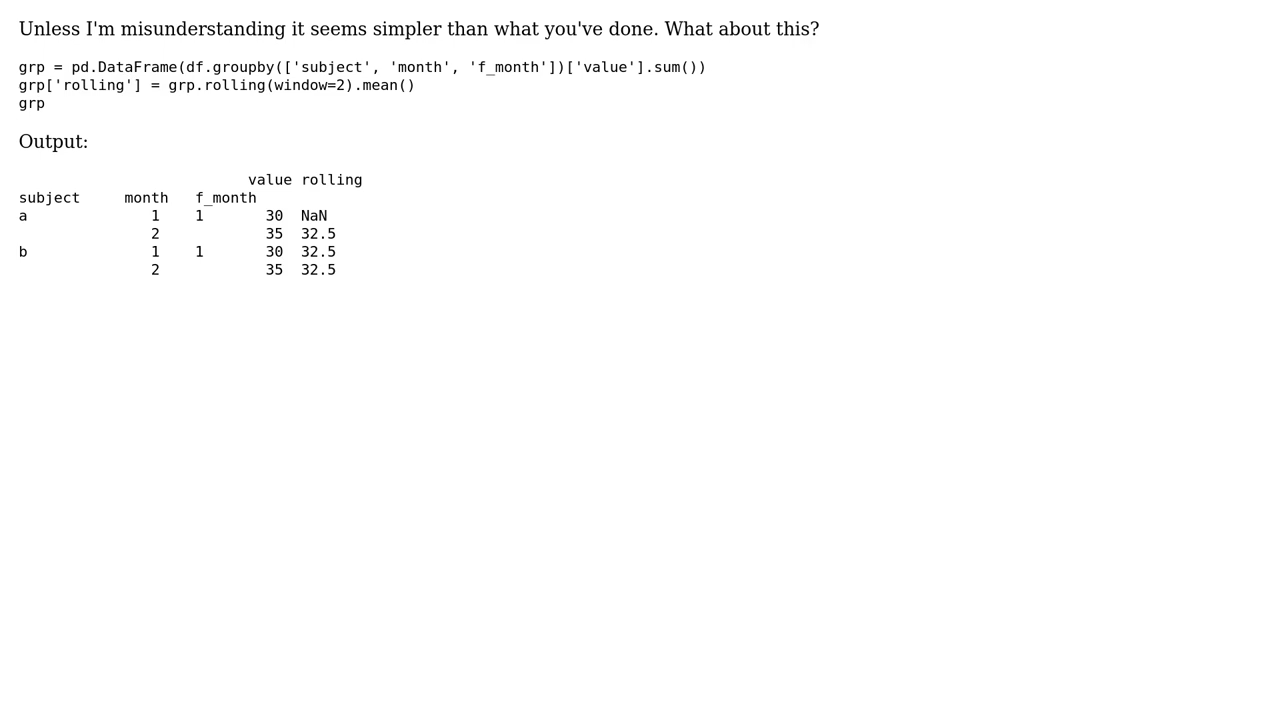 Unless I'm misunderstanding it seems simpler than what you've done. What about this?
grp = pd.DataFrame(df.groupby(['subject', 'month', 'f_month'])['value'].sum())
grp['rolling'] = grp.rolling(window=2).mean()
grp
Output:
                          value rolling
subject     month   f_month
a              1    1       30  NaN
               2            35  32.5
b              1    1       30  32.5
               2            35  32.5